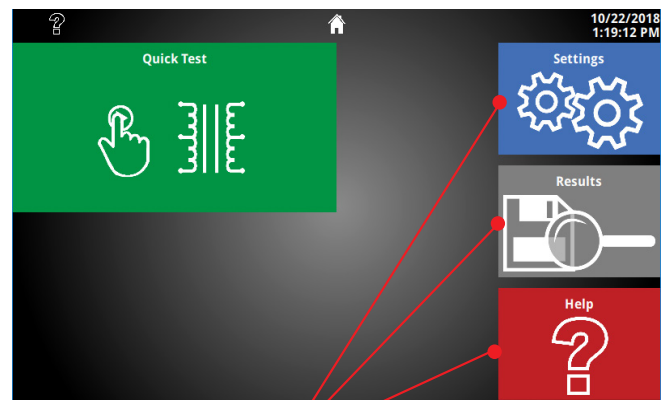 10/22/2018
1:19:12 PM
Quick Test
Settings
Results
Help